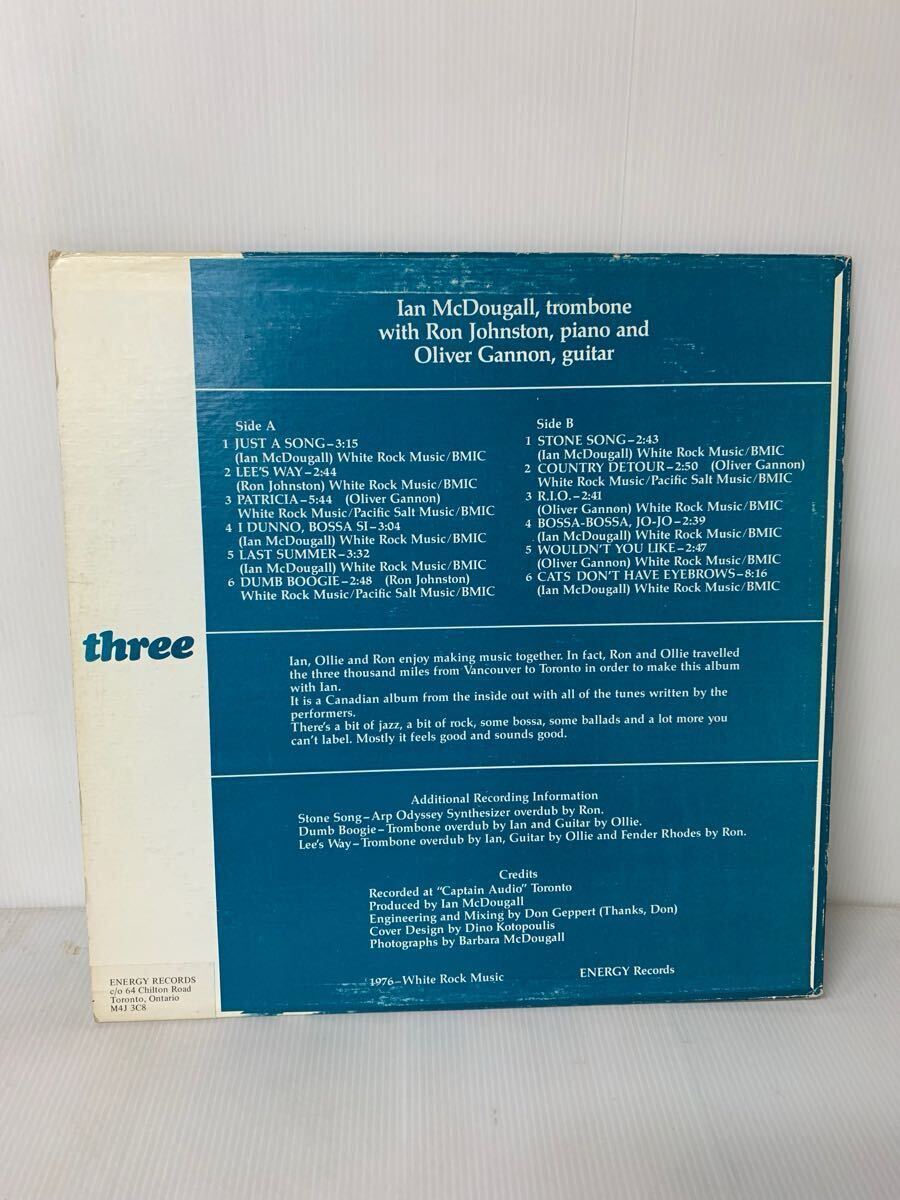 Ian McDougall, trombone
with Ron Johnston, piano and
Oliver Gannon, guitar
Side A
1 JUST A SONG–3:15
(Ian McDougall) White Rock Music/BMIC
2 LEE'S WAY–2:44
(Ron Johnston) White Rock Music/BMIC
3 PATRICIA–5:44 (Oliver Gannon)
White Rock Music/Pacific Salt Music/BMIC
4 I DUNNO, BOSSA SI–3:04
(Ian McDougall) White Rock Music/BMIC
5 LAST SUMMER–3:32
(Ian McDougall) White Rock Music/BMIC
6 DUMB BOOGIE–2:48 (Ron Johnston)
White Rock Music/Pacific Salt Music/BMIC
Side B
1 STONE SONG–2:43
(Ian McDougall) White Rock Music/BMIC
2 COUNTRY DETOUR–2:50 (Oliver Gannon)
White Rock Music/Pacific Salt Music/BMIC
3 R.I.O.–2:41
(Oliver Gannon) White Rock Music/BMIC
4 BOSSA-BOSSA, JO-JO–2:39
(Ian McDougall) White Rock Music/BMIC
5 WOULDN'T YOU LIKE–2:47
(Oliver Gannon) White Rock Music/BMIC
6 CATS DON'T HAVE EYEBROWS–8:16
(Ian McDougall) White Rock Music/BMIC
three
Ian, Ollie and Ron enjoy making music together. In fact, Ron and Ollie travelled
the three thousand miles from Vancouver to Toronto in order to make this album
with Ian.
It is a Canadian album from the inside out with all of the tunes written by the
performers.
There's a bit of jazz, a bit of rock, some bossa, some ballads and a lot more you
can't label. Mostly it feels good and sounds good.
Additional Recording Information
Stone Song–Arp Odyssey Synthesizer overdub by Ron.
Dumb Boogie–Trombone overdub by Ian and Guitar by Ollie.
Lee's Way–Trombone overdub by Ian, Guitar by Ollie and Fender Rhodes by Ron.
Credits
Recorded at "Captain Audio" Toronto
Produced by Ian McDougall
Engineering and Mixing by Don Geppert (Thanks, Don)
Cover Design by Dino Kotopoulis
Photographs by Barbara McDougall
1976–White Rock Music
ENERGY Records
ENERGY RECORDS
c/o 64 Chilton Road
Toronto, Ontario
M4J 3C8